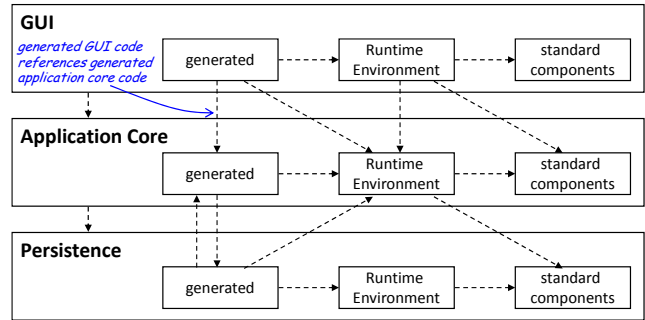 GUI
generated GUI code
references generated
application core code
generated
Runtime
Environment
standard
components
Application Core
generated
Runtime
Environment
standard
components
Persistence
generated
Runtime
Environment
standard
components